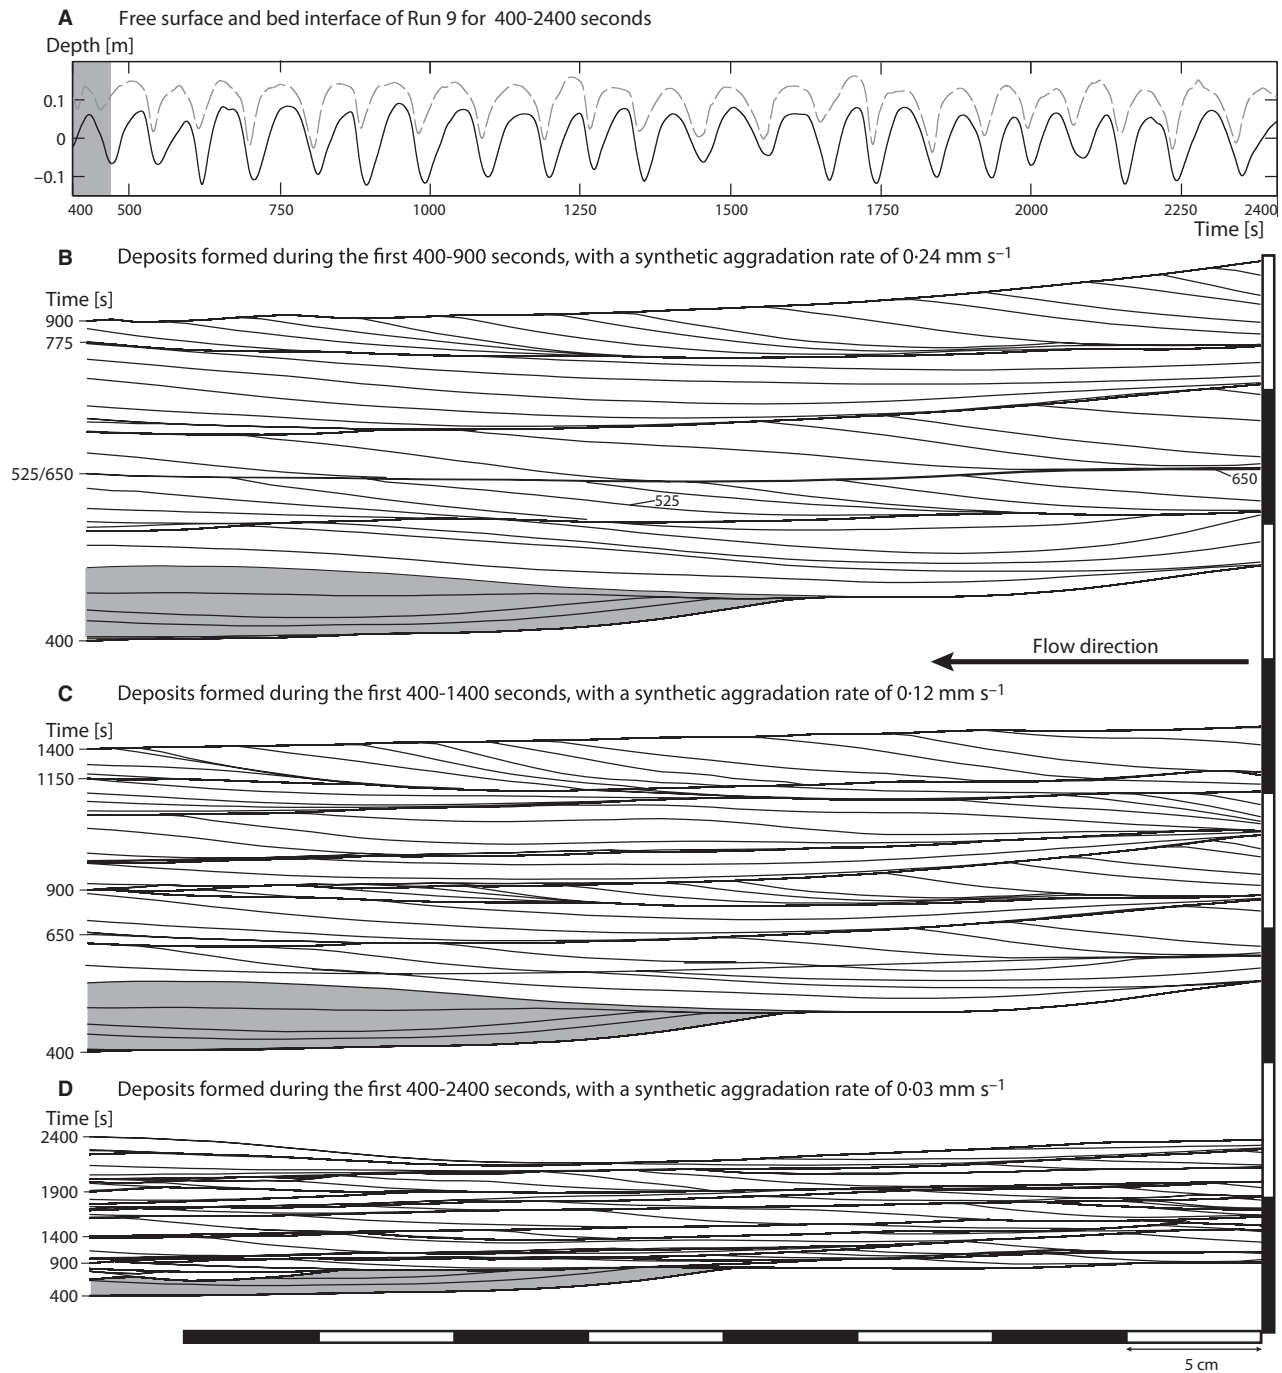 A Free surface and bed interface of Run 9 for 400-2400 seconds
Depth [m]
0.1
0
−0.1
400 500 750 1000 1250 1500 1750 2000 2250 2400
Time [s]
B Deposits formed during the first 400-900 seconds, with a synthetic aggradation rate of 0·24 mm s⁻¹
Time [s]
900
775
525/650
650
525
400
Flow direction
C Deposits formed during the first 400-1400 seconds, with a synthetic aggradation rate of 0·12 mm s⁻¹
Time [s]
1400
1150
900
650
400
D Deposits formed during the first 400-2400 seconds, with a synthetic aggradation rate of 0·03 mm s⁻¹
Time [s]
2400
1900
1400
900
400
5 cm